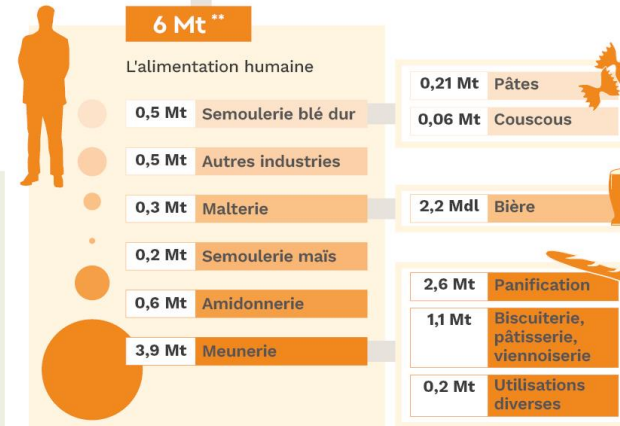 6 Mt **
L'alimentation humaine
0,5 Mt Semoulerie blé dur
0,5 Mt Autres industries
0,3 Mt Malterie
0,2 Mt Semoulerie maïs
0,6 Mt Amidonnerie
3,9 Mt Meunerie
0,21 Mt Pâtes
0,06 Mt Couscous
2,2 Mdl Bière
2,6 Mt Panification
1,1 Mt Biscuiterie,
pâtisserie,
viennoiserie
0,2 Mt Utilisations
diverses